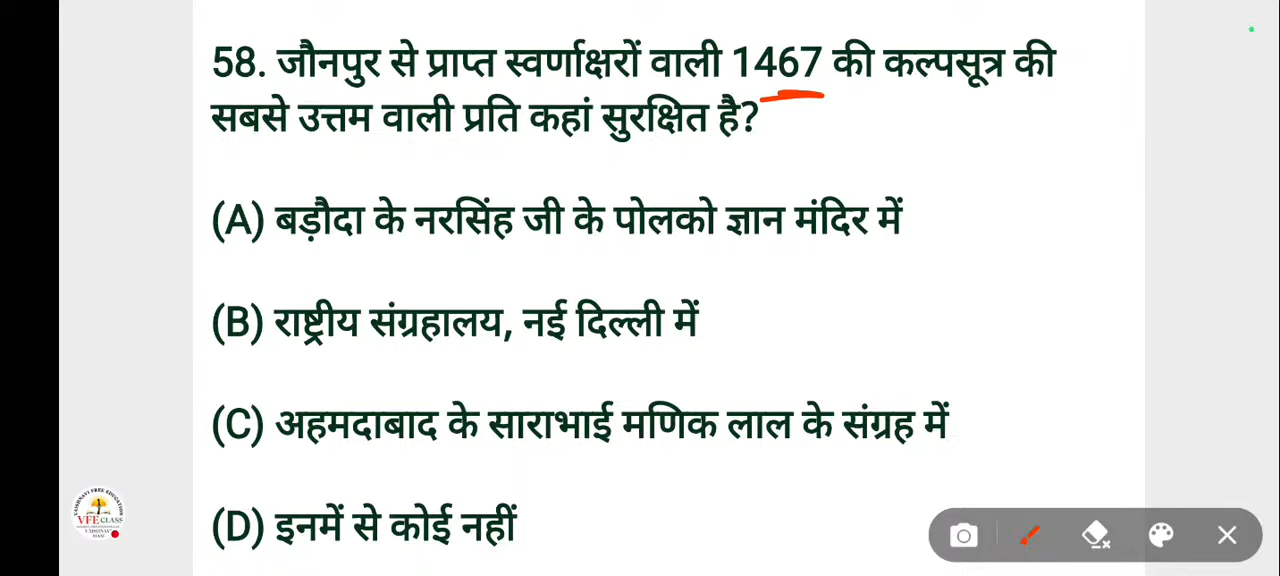 58. जौनपुर से प्राप्त स्वर्णाक्षरों वाली 1467 की कल्पसूत्र की
सबसे उत्तम वाली प्रति कहां सुरक्षित है?
(A) बड़ौदा के नरसिंह जी के पोलको ज्ञान मंदिर में
(B) राष्ट्रीय संग्रहालय, नई दिल्ली में
(C) अहमदाबाद के साराभाई मणिक लाल के संग्रह में
(D) इनमें से कोई नहीं
VFE CLASS